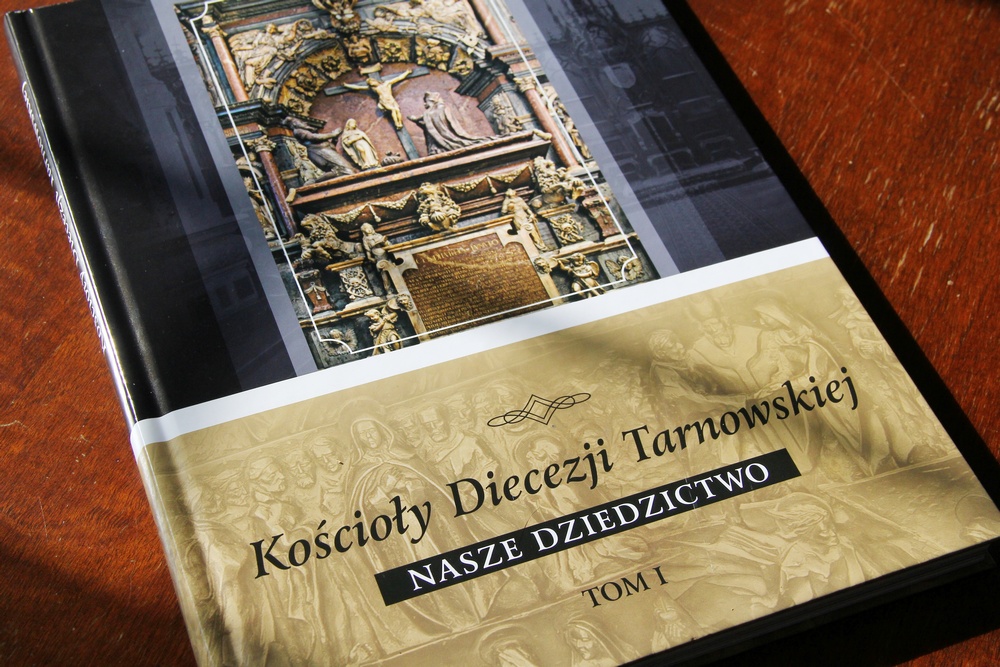 Kościoły Diecezji Tarnowskiej
NASZE DZIEDZICTWO
TOM I